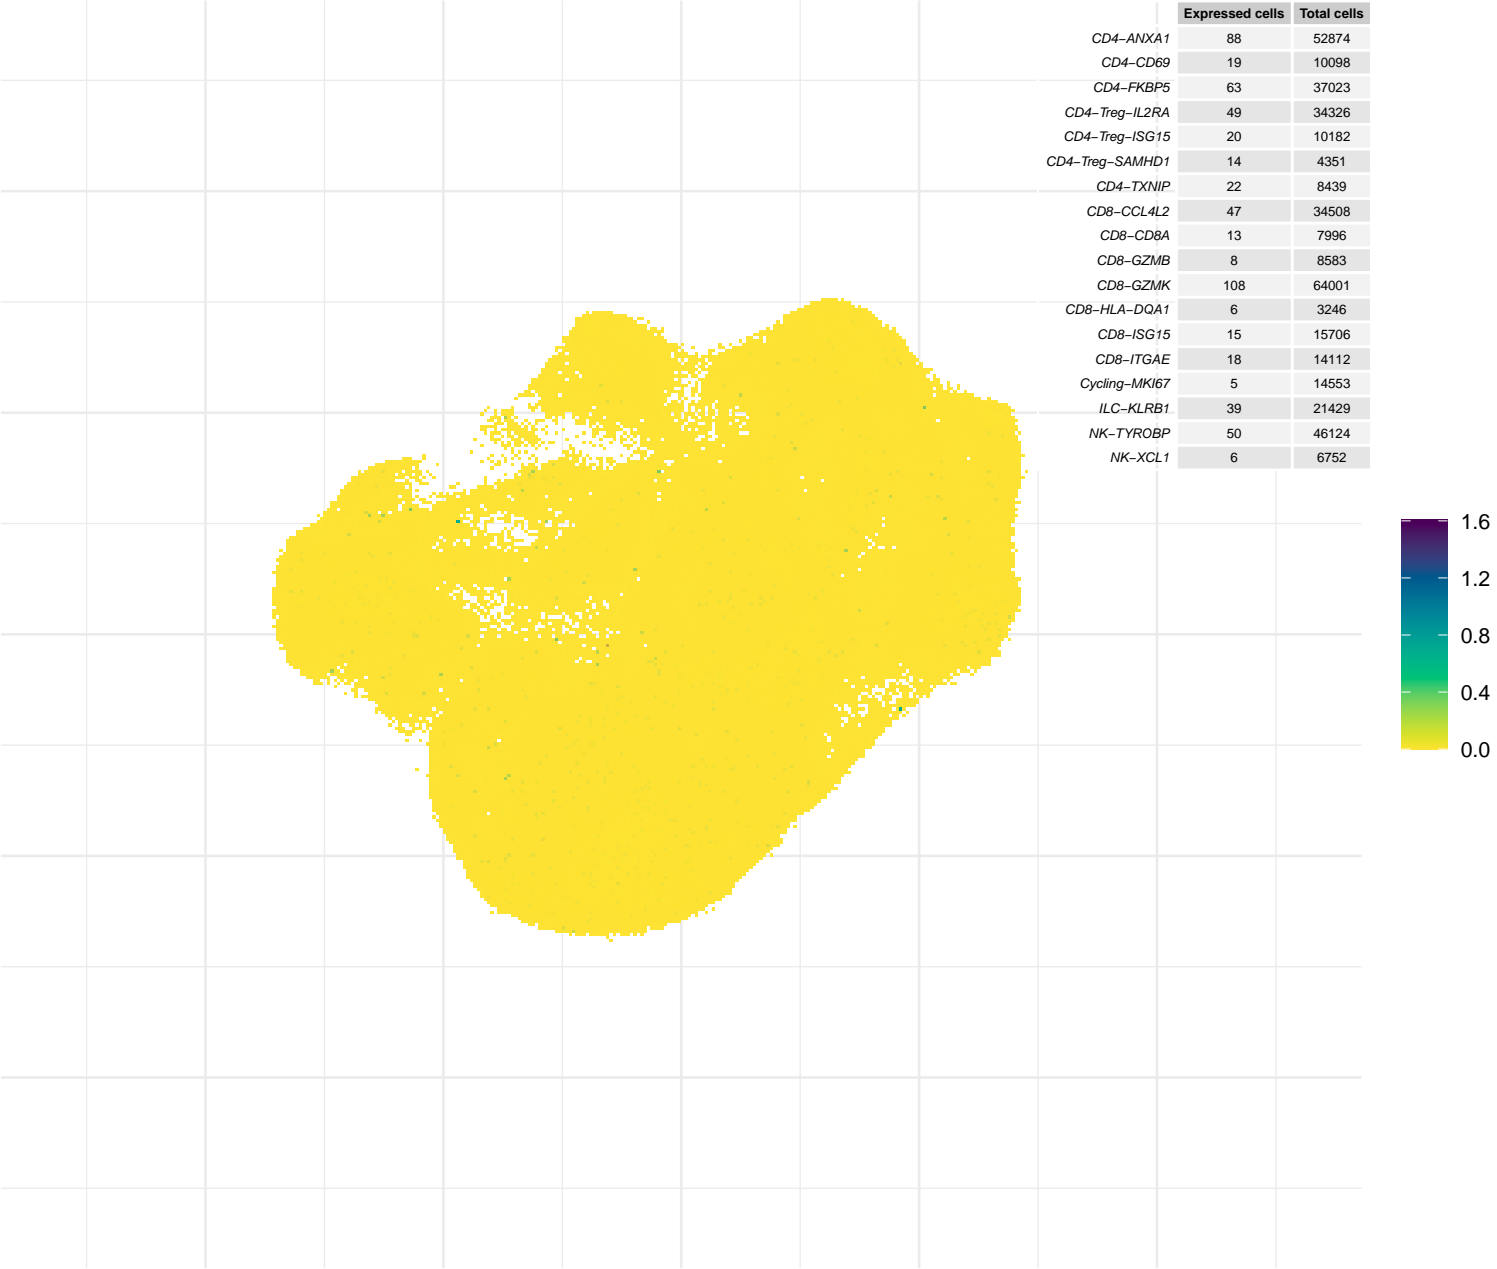 Expressed cells Total cells
CD4−ANXA1 88 52874
CD4−CD69 19 10098
CD4−FKBP5 63 37023
CD4−Treg−IL2RA 49 34326
CD4−Treg−ISG15 20 10182
CD4−Treg−SAMHD1 14 4351
CD4−TXNIP 22 8439
CD8−CCL4L2 47 34508
CD8−CD8A 13 7996
CD8−GZMB 8 8583
CD8−GZMK 108 64001
CD8−HLA−DQA1 6 3246
CD8−ISG15 15 15706
CD8−ITGAE 18 14112
Cycling−MKI67 5 14553
ILC−KLRB1 39 21429
NK−TYROBP 50 46124
NK−XCL1 6 6752
1.6
1.2
0.8
0.4
0.0